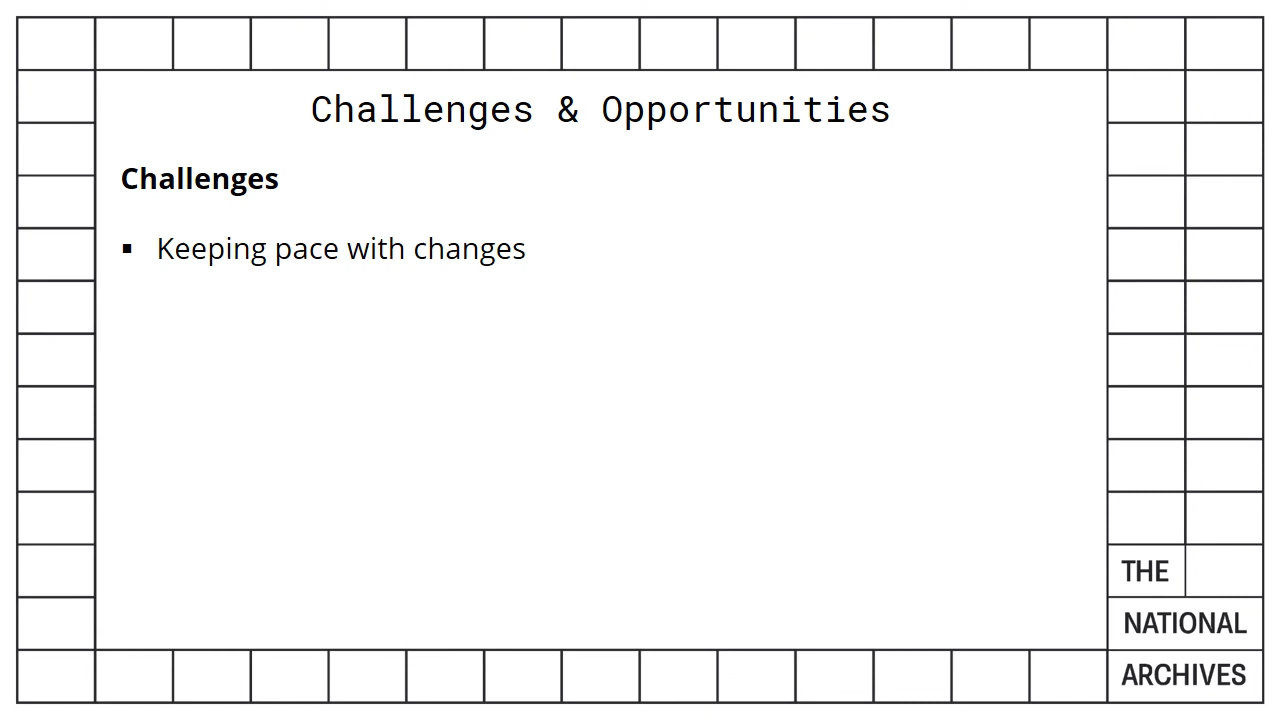 Challenges & Opportunities
Challenges
▪ Keeping pace with changes
THE
NATIONAL
ARCHIVES